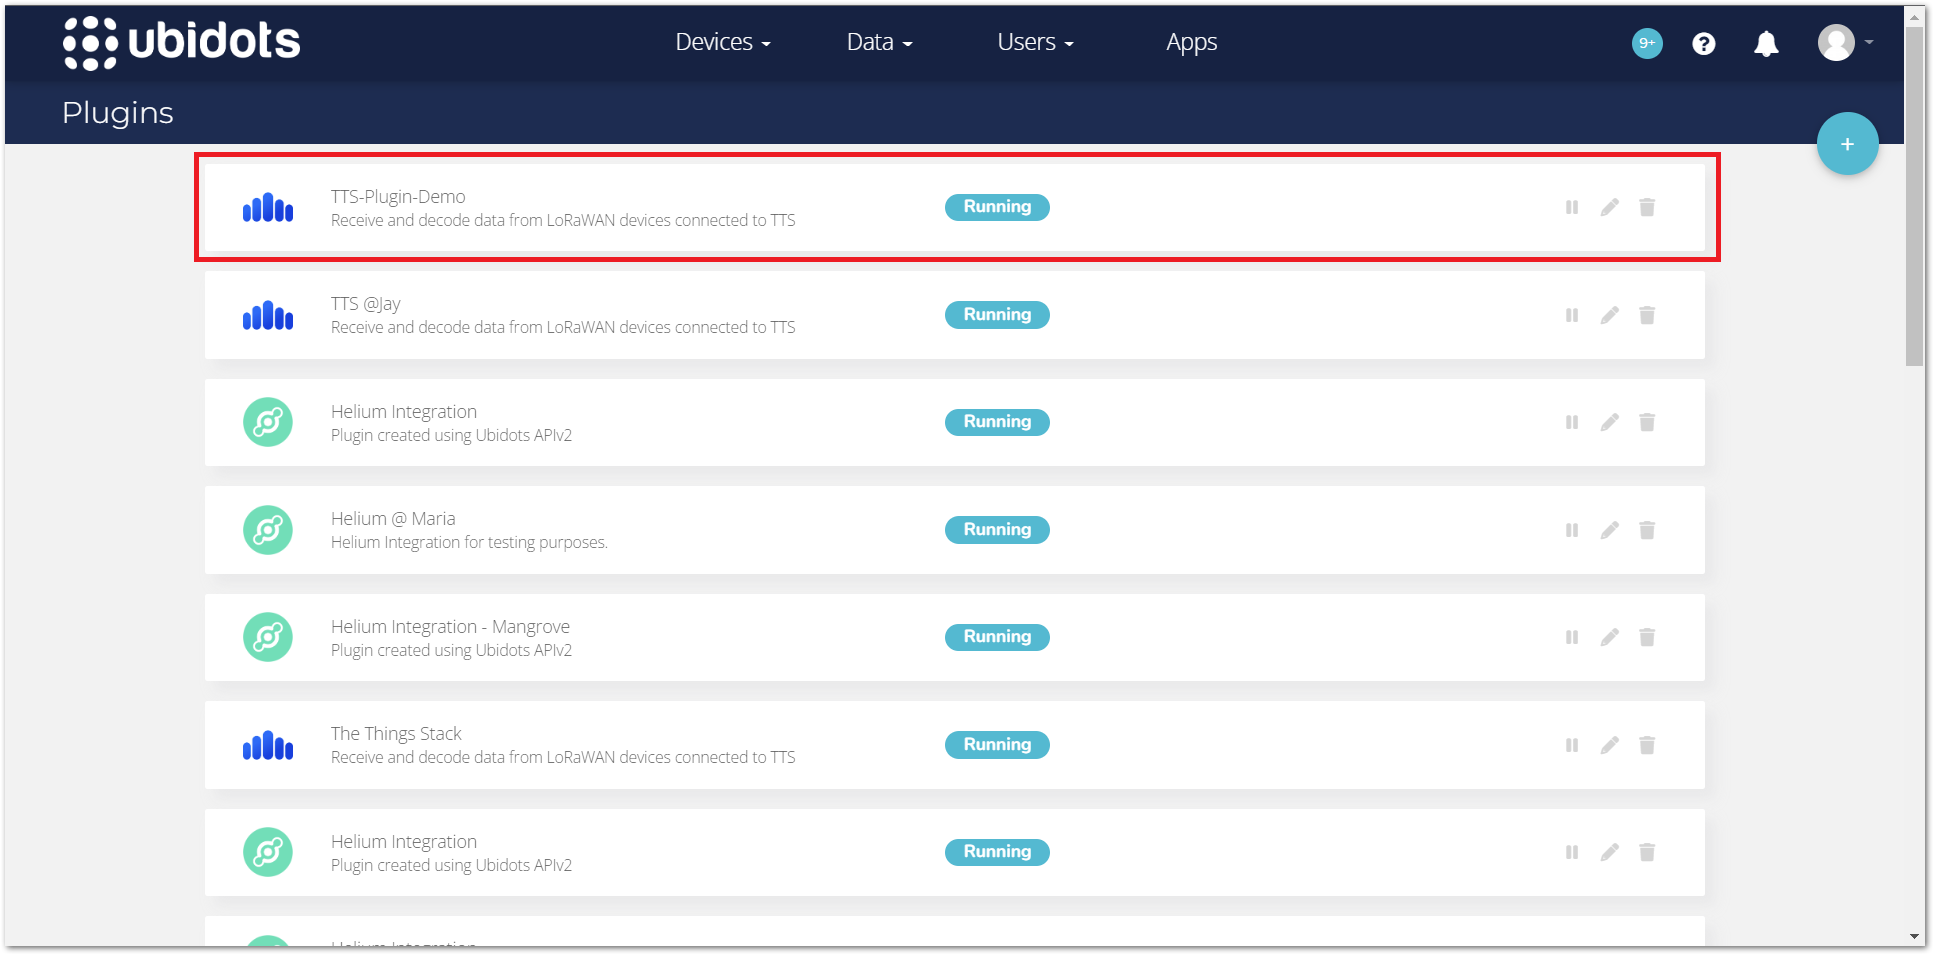 ubidots
Devices
Data
Users
Apps
9+
?
Plugins
+
TTS-Plugin-Demo
Receive and decode data from LoRaWAN devices connected to TTS
Running
TTS @Jay
Receive and decode data from LoRaWAN devices connected to TTS
Running
Helium Integration
Plugin created using Ubidots APIv2
Running
Helium @ Maria
Helium Integration for testing purposes.
Running
Helium Integration - Mangrove
Plugin created using Ubidots APIv2
Running
The Things Stack
Receive and decode data from LoRaWAN devices connected to TTS
Running
Helium Integration
Plugin created using Ubidots APIv2
Running
Helium Integration